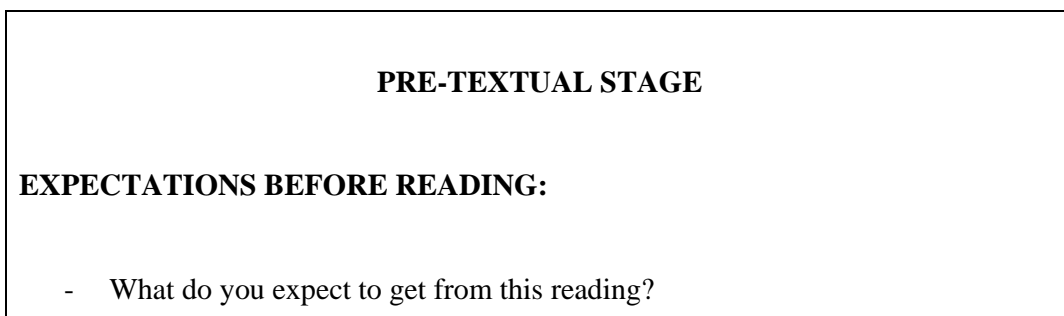 PRE-TEXTUAL STAGE
EXPECTATIONS BEFORE READING:
- What do you expect to get from this reading?